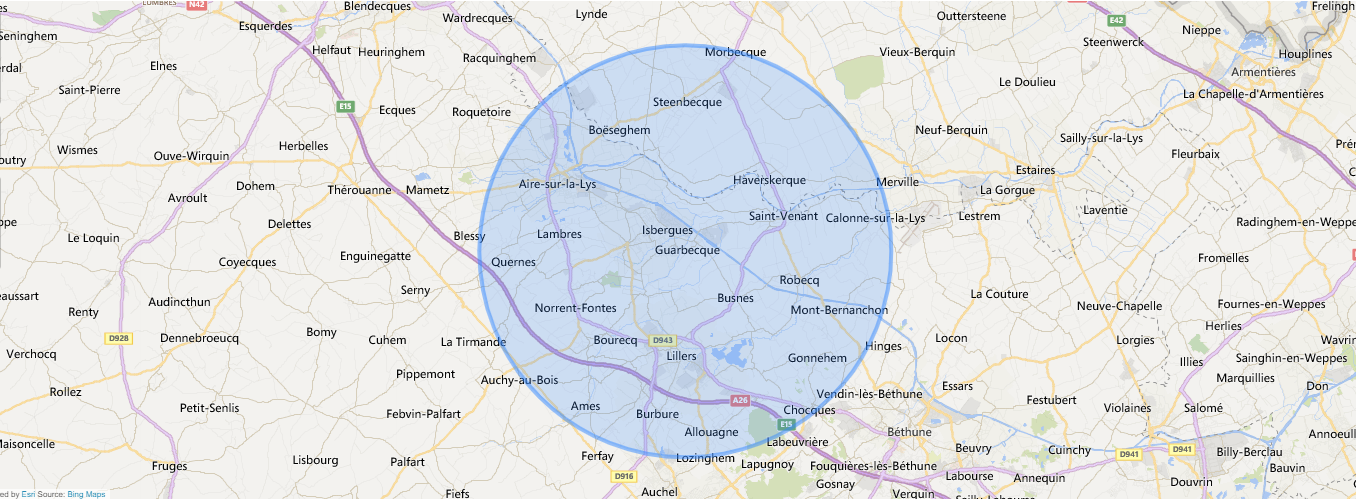 LUMBRES
N42
Blendecques
Wardrecques
Lynde
Outtersteene
E42
Frelingh
Seninghem
Esquerdes
Helfaut
Heuringhem
Racquinghem
Morbecque
Vieux-Berquin
Steenwerck
Nieppe
Houplines
erdal
Elnes
Armentières
Saint-Pierre
E15
Ecques
Roquetoire
Steenbecque
Le Doulieu
La Chapelle-d'Armentières
Boëseghem
Neuf-Berquin
Sailly-sur-la-Lys
Prém
outry
Wismes
Ouve-Wirquin
Herbelles
Fleurbaix
Dohem
Thérouanne
Mametz
Aire-sur-la-Lys
Haverskerque
Merville
Estaires
La Gorgue
Avroult
Delettes
Saint-Venant
Calonne-sur-la-Lys
Lestrem
Laventie
Radinghem-en-Weppe
ppe
Le Loquin
Blessy
Lambres
Isbergues
Guarbecque
Coyecques
Enguinegatte
Quernes
Fromelles
Serny
Robecq
La Couture
eaussart
Audincthun
Norrent-Fontes
Busnes
Mont-Bernanchon
Neuve-Chapelle
Fournes-en-Weppes
Renty
Herlies
D928
Dennebroeucq
Bomy
Cuhem
La Tirmande
Bourecq
D943
Hinges
Locon
Lorgies
Wavrin
Verchocq
Lillers
Gonnehem
Illies
Sainghin-en-Weppes
Pippemont
Auchy-au-Bois
Marquillies
Rollez
A26
Vendin-lès-Béthune
Essars
Don
Petit-Senlis
Febvin-Palfart
Ames
Burbure
Chocques
Festubert
Violaines
Salomé
Maisoncelle
Allouagne
E15
Labeuvrière
Béthune
Beuvry
Cuinchy
D941
D941
Billy-Berclau
Annoeull
Fruges
Lisbourg
Palfart
Ferfay
Lozinghem
Lapugnoy
Fouquières-lès-Béthune
Bauvin
D916
Gosnay
Labourse
Annequin
Douvrin
ed by Esri Source: Bing Maps
Fiefs
Auchel
Verquin
Sailly-Labourse